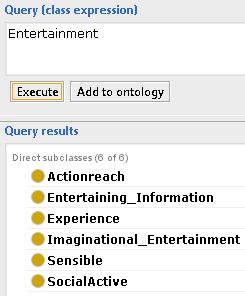 Query (class expression)
Entertainment
Execute
Add to ontology
Query results
Direct subclasses (6 of 6)
Actionreach
Entertaining_Information
Experience
Imaginational_Entertainment
Sensible
SocialActive